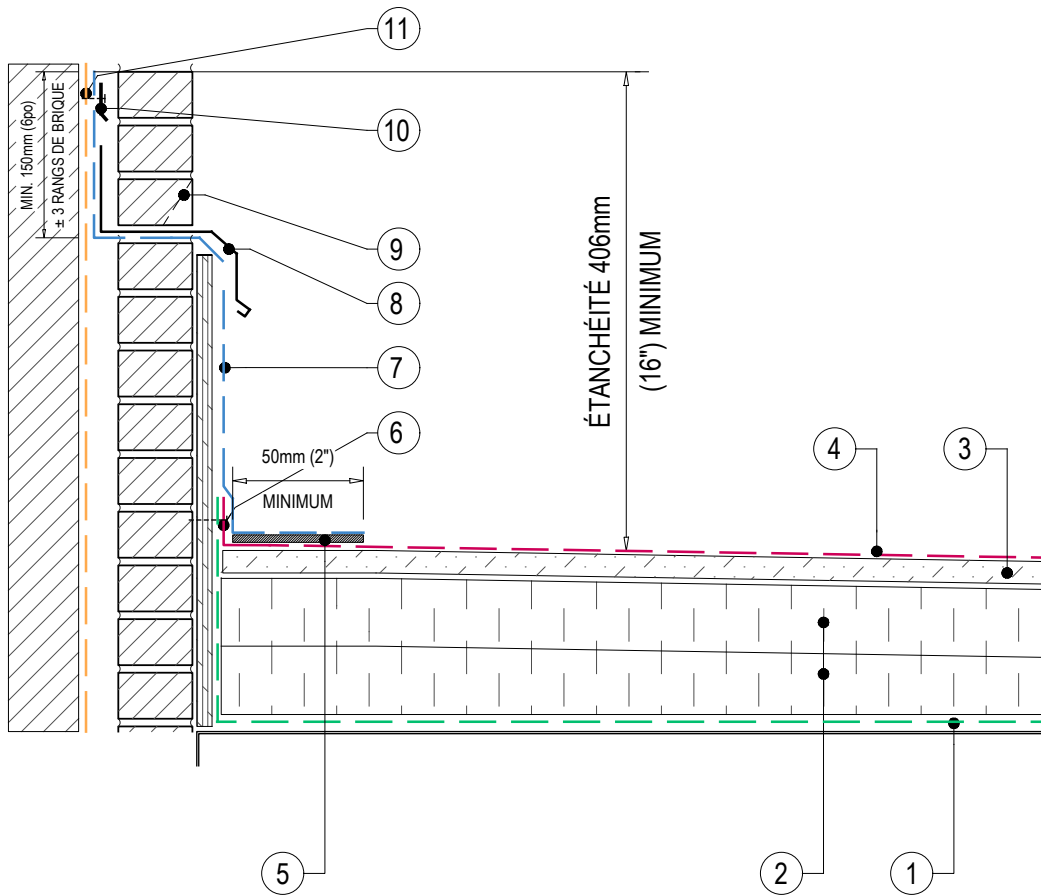 11
10
MIN. 150mm (6po)
± 3 RANGS DE BRIQUE
9
8
ÉTANCHÉITÉ 406mm
(16") MINIMUM
7
6
50mm (2")
MINIMUM
4
3
5
2
1